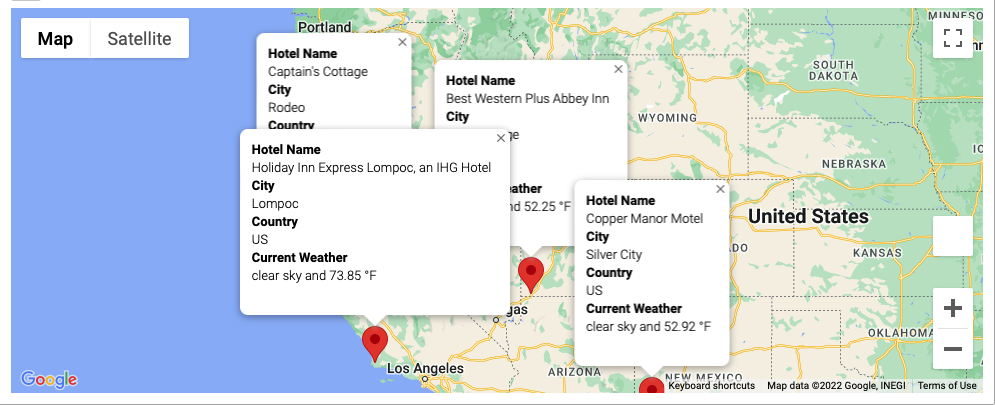 Map
Satellite
Portland
Hotel Name
Captain's Cottage
City
Rodeo
Country
Hotel Name
Best Western Plus Abbey Inn
City
ge
eather
nd 52.25 °F
Hotel Name
Holiday Inn Express Lompoc, an IHG Hotel
City
Lompoc
Country
US
Current Weather
clear sky and 73.85 °F
Hotel Name
Copper Manor Motel
City
Silver City
Country
US
Current Weather
clear sky and 52.92 °F
MINNESO
SOUTH
DAKOTA
WYOMING
NEBRASKA
United States
ADO
KANSAS
gas
OKLAHOMA
Los Angeles
ARIZONA
NEW MEXICO
Google
Keyboard shortcuts
Map data ©2022 Google, INEGI
Terms of Use